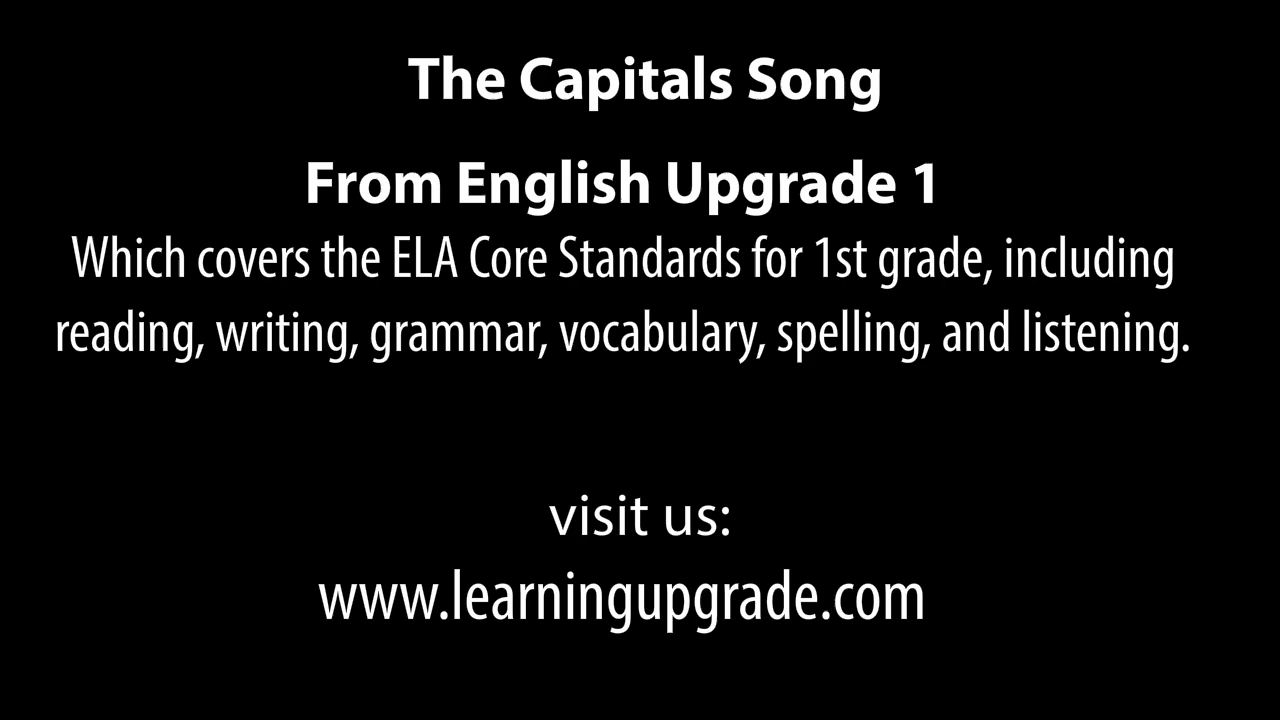 The Capitals Song
From English Upgrade 1
Which covers the ELA Core Standards for 1st grade, including
reading, writing, grammar, vocabulary, spelling, and listening.
visit us:
www.learningupgrade.com